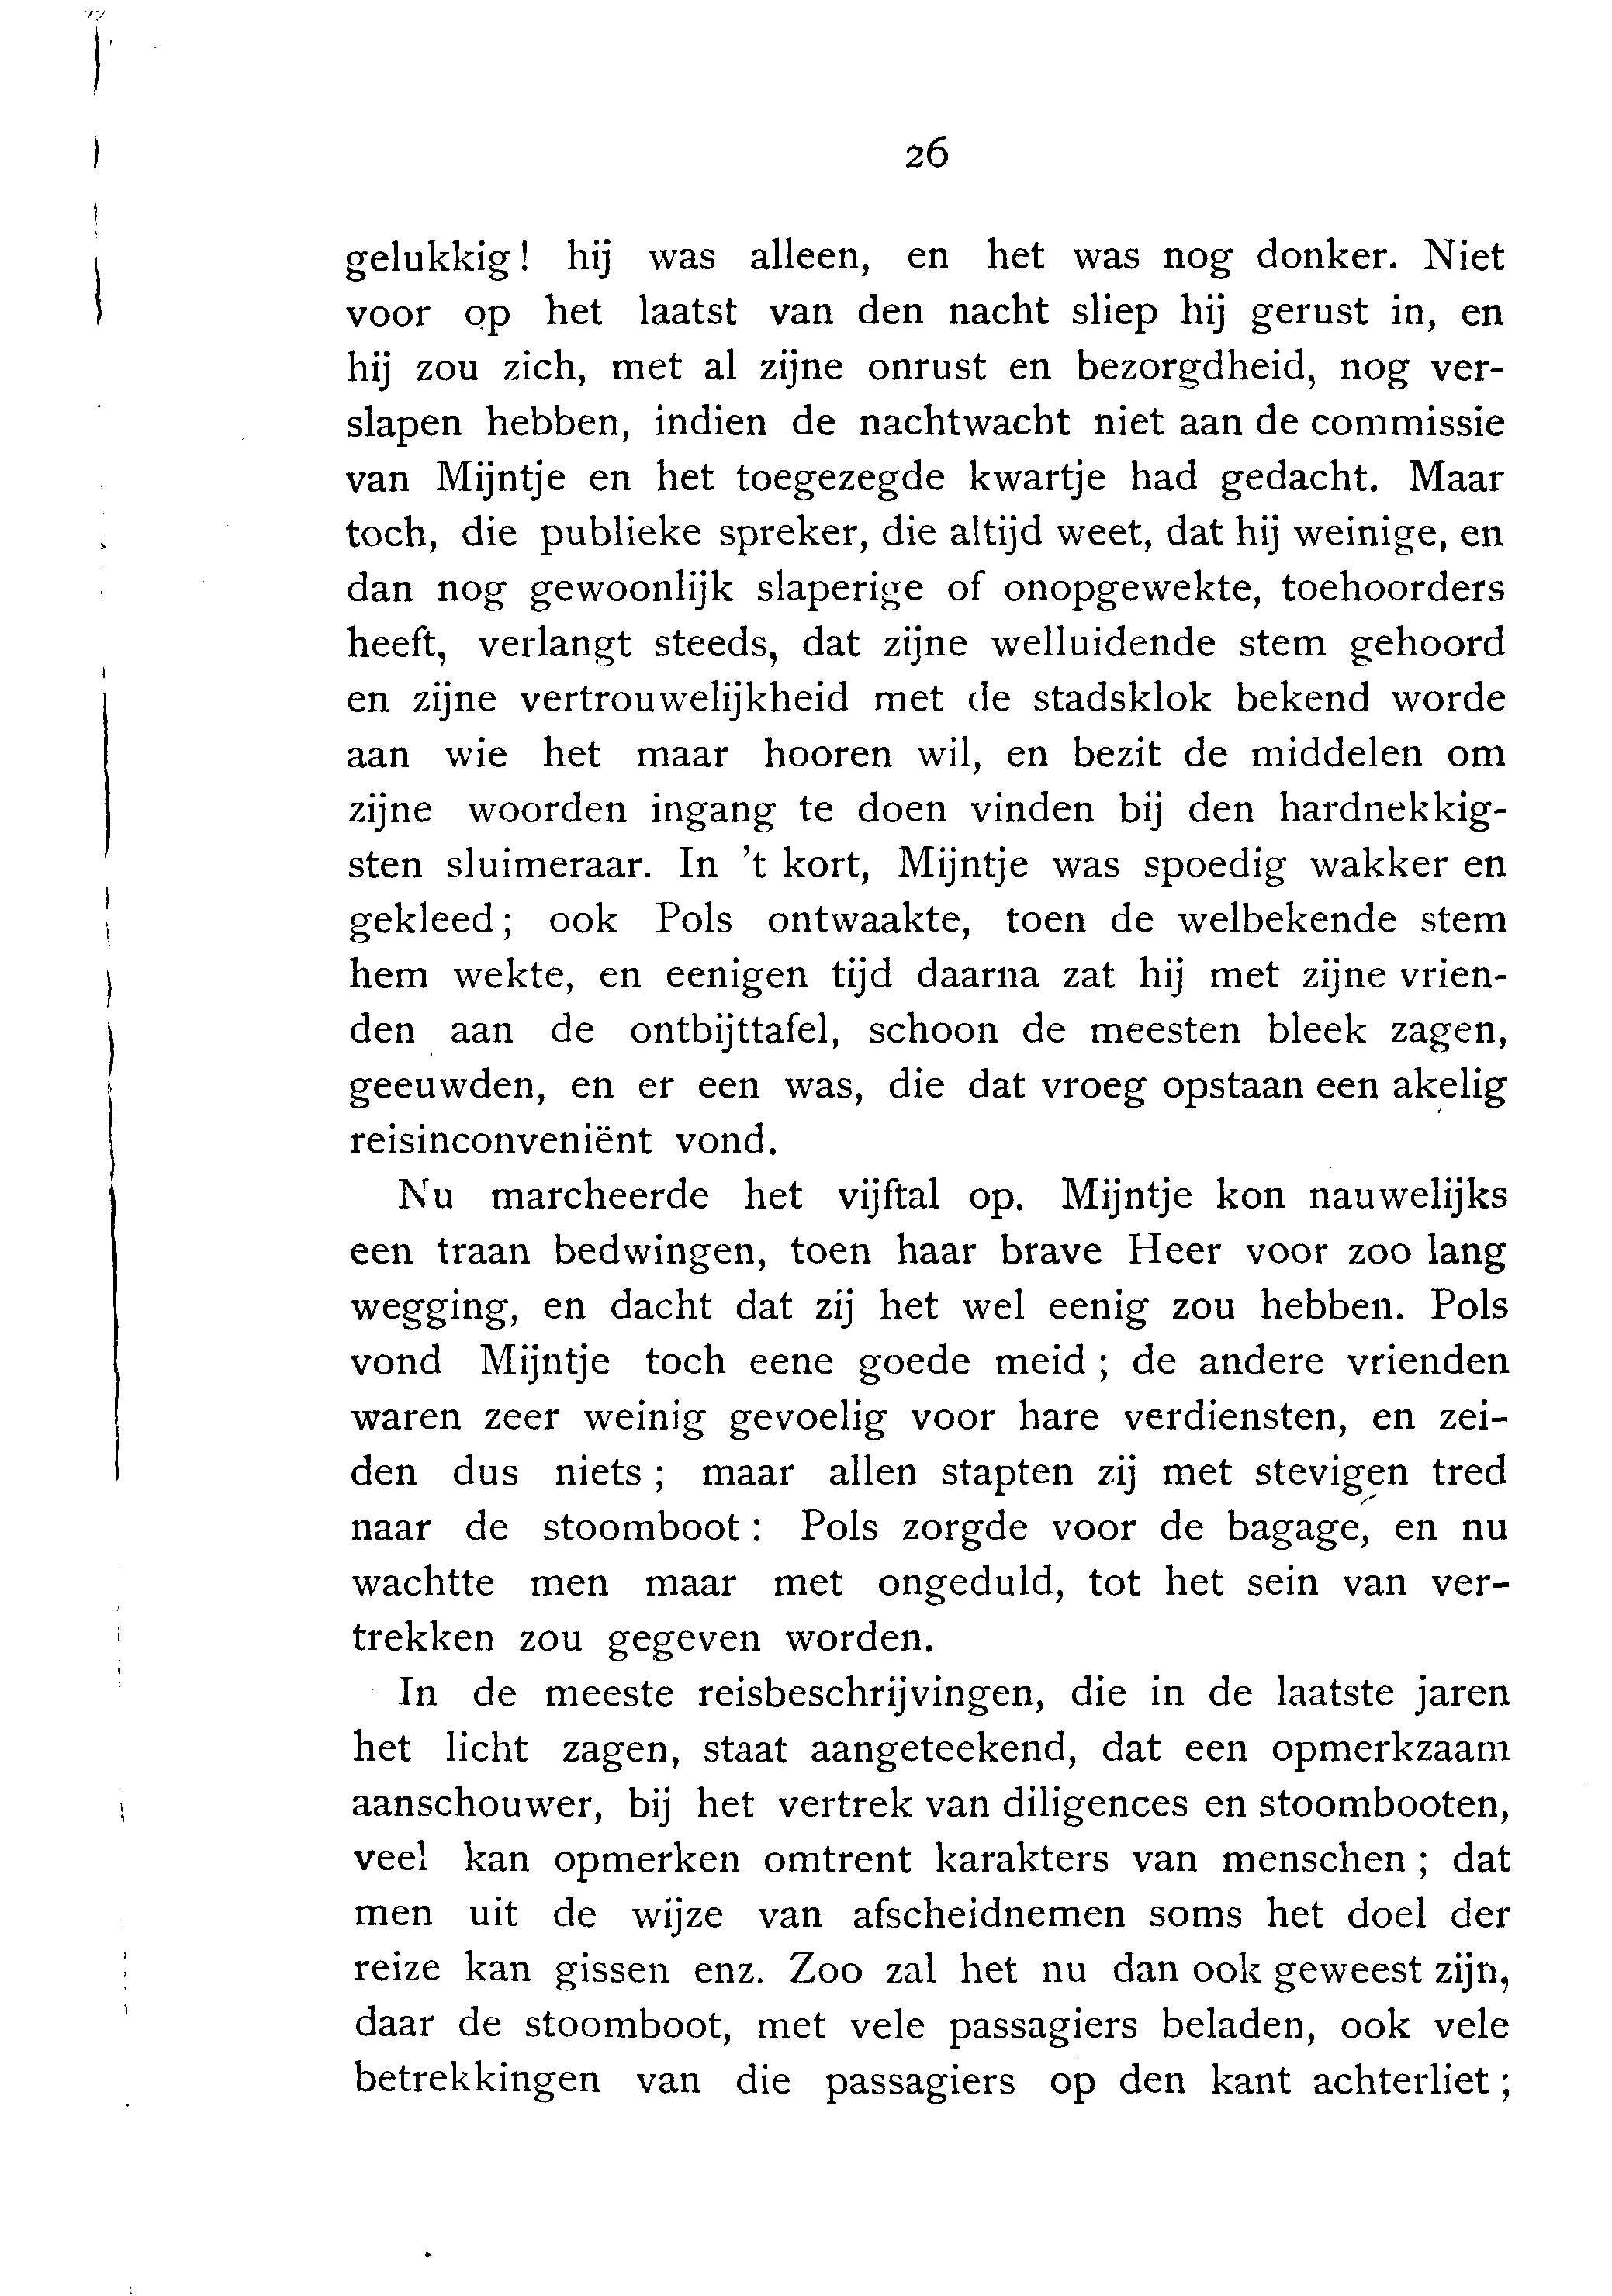 26
gelukkig! hij was alleen, en het was nog donker. Niet
voor op het laatst van den nacht sliep hij gerust in, en
hij zou zich, met al zijne onrust en bezorgdheid, nog ver-
slapen hebben, indien de nachtwacht niet aan de commissie
van Mijntje en het toegezegde kwartje had gedacht. Maar
toch, die publieke spreker, die altijd weet, dat hij weinige, en
dan nog gewoonlijk slaperige of onopgewekte, toehoorders
heeft, verlangt steeds, dat zijne welluidende stem gehoord
en zijne vertrouwelijkheid met de stadsklok bekend worde
aan wie het maar hooren wil, en bezit de middelen om
zijne woorden ingang te doen vinden bij den hardnekkig-
sten sluimeraar. In 't kort, Mijntje was spoedig wakker en
gekleed; ook Pols ontwaakte, toen de welbekende stem
hem wekte, en eenigen tijd daarna zat hij met zijne vrien-
den aan de ontbijttafel, schoon de meesten bleek zagen,
geeuwden, en er een was, die dat vroeg opstaan een akelig
reisinconveniënt vond.
Nu marcheerde het vijftal op. Mijntje kon nauwelijks
een traan bedwingen, toen haar brave Heer voor zoo lang
wegging, en dacht dat zij het wel eenig zou hebben. Pols
vond Mijntje toch eene goede meid; de andere vrienden
waren zeer weinig gevoelig voor hare verdiensten, en zei-
den dus niets; maar allen stapten zij met stevigen tred
naar de stoomboot: Pols zorgde voor de bagage, en nu
wachtte men maar met ongeduld, tot het sein van ver-
trekken zou gegeven worden.
In de meeste reisbeschrijvingen, die in de laatste jaren
het licht zagen, staat aangeteekend, dat een opmerkzaam
aanschouwer, bij het vertrek van diligences en stoombooten,
veel kan opmerken omtrent karakters van menschen; dat
men uit de wijze van afscheidnemen soms het doel der
reize kan gissen enz. Zoo zal het nu dan ook geweest zijn,
daar de stoomboot, met vele passagiers beladen, ook vele
betrekkingen van die passagiers op den kant achterliet;